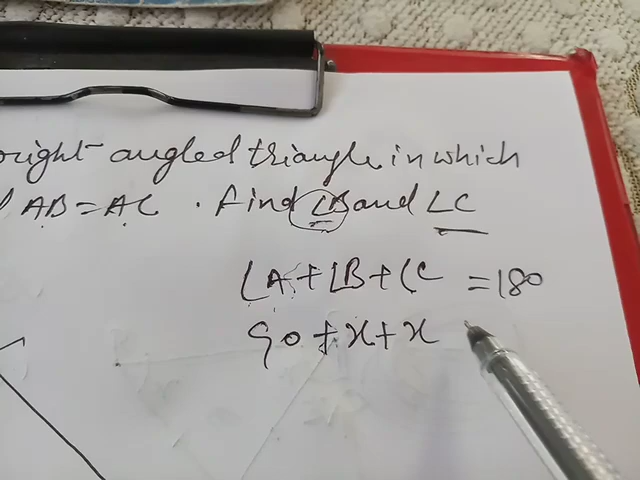 right angled triangle in which
AB = AC . Find ∠B and ∠C
∠A + ∠B + ∠C = 180
90 + x + x